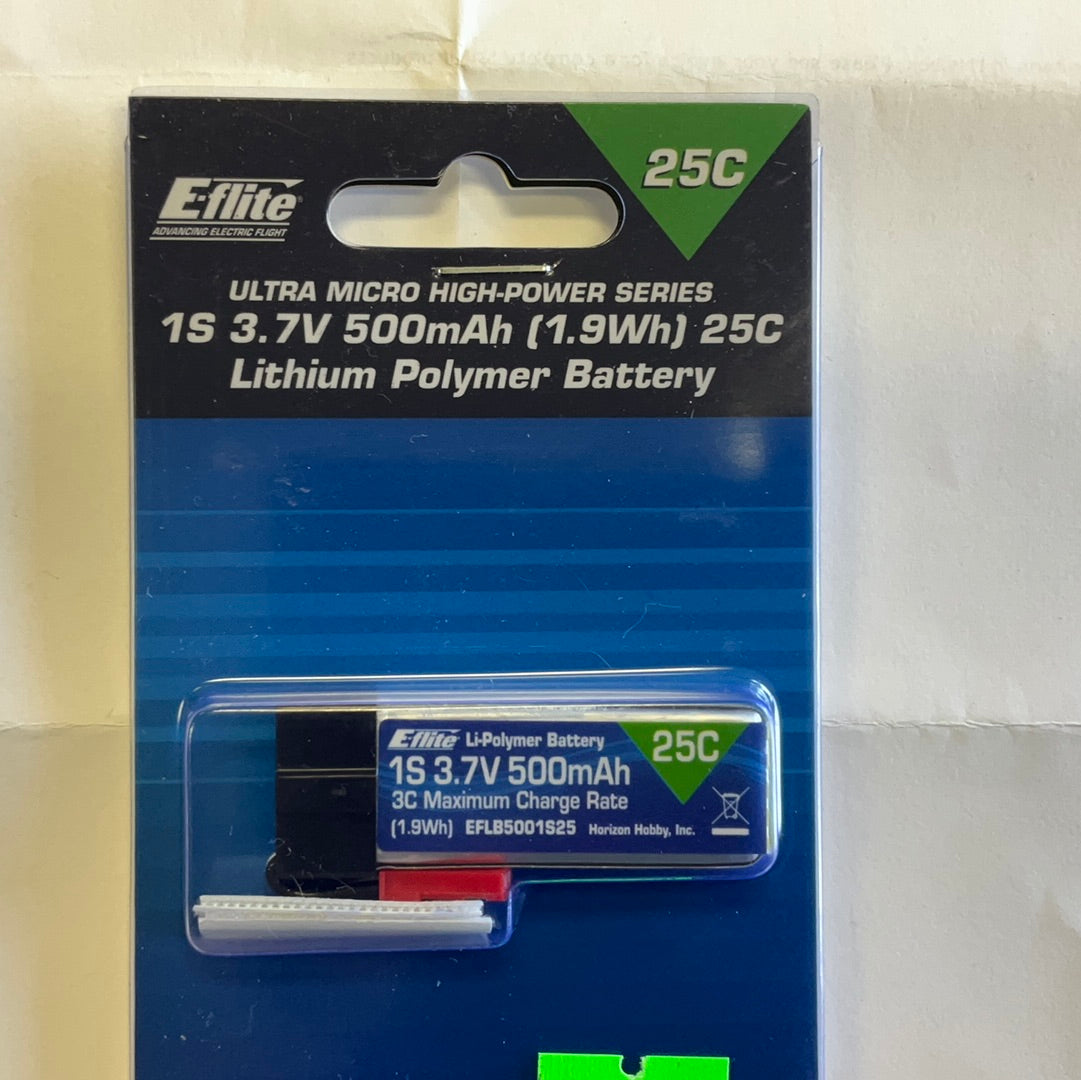 25C
E-flite®
ADVANCING ELECTRIC FLIGHT
ULTRA MICRO HIGH-POWER SERIES
1S 3.7V 500mAh (1.9Wh) 25C
Lithium Polymer Battery
E-flite Li-Polymer Battery
25C
1S 3.7V 500mAh
3C Maximum Charge Rate
(1.9Wh) EFLB5001S25 Horizon Hobby, Inc.